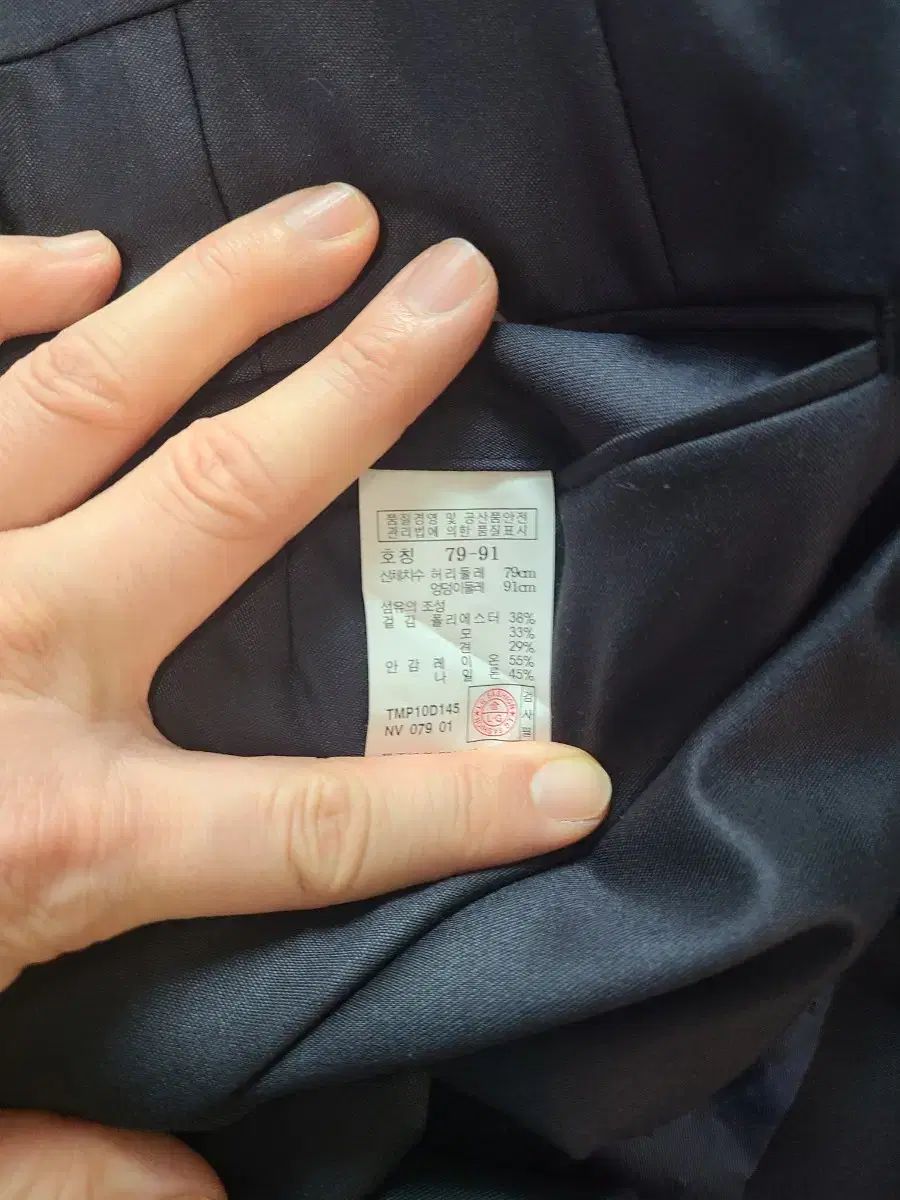 품질경영 및 공산품안전
관리법에 의한 품질표시
호칭 79-91
신체치수 허리둘레 79cm
엉덩이둘레 91cm
섬유의 조성
겉감 폴리에스터 38%
모 33%
견 29%
안감 레이온 55%
나일론 45%
TMP10D145
NV 079 01
검사필
LG FASHION